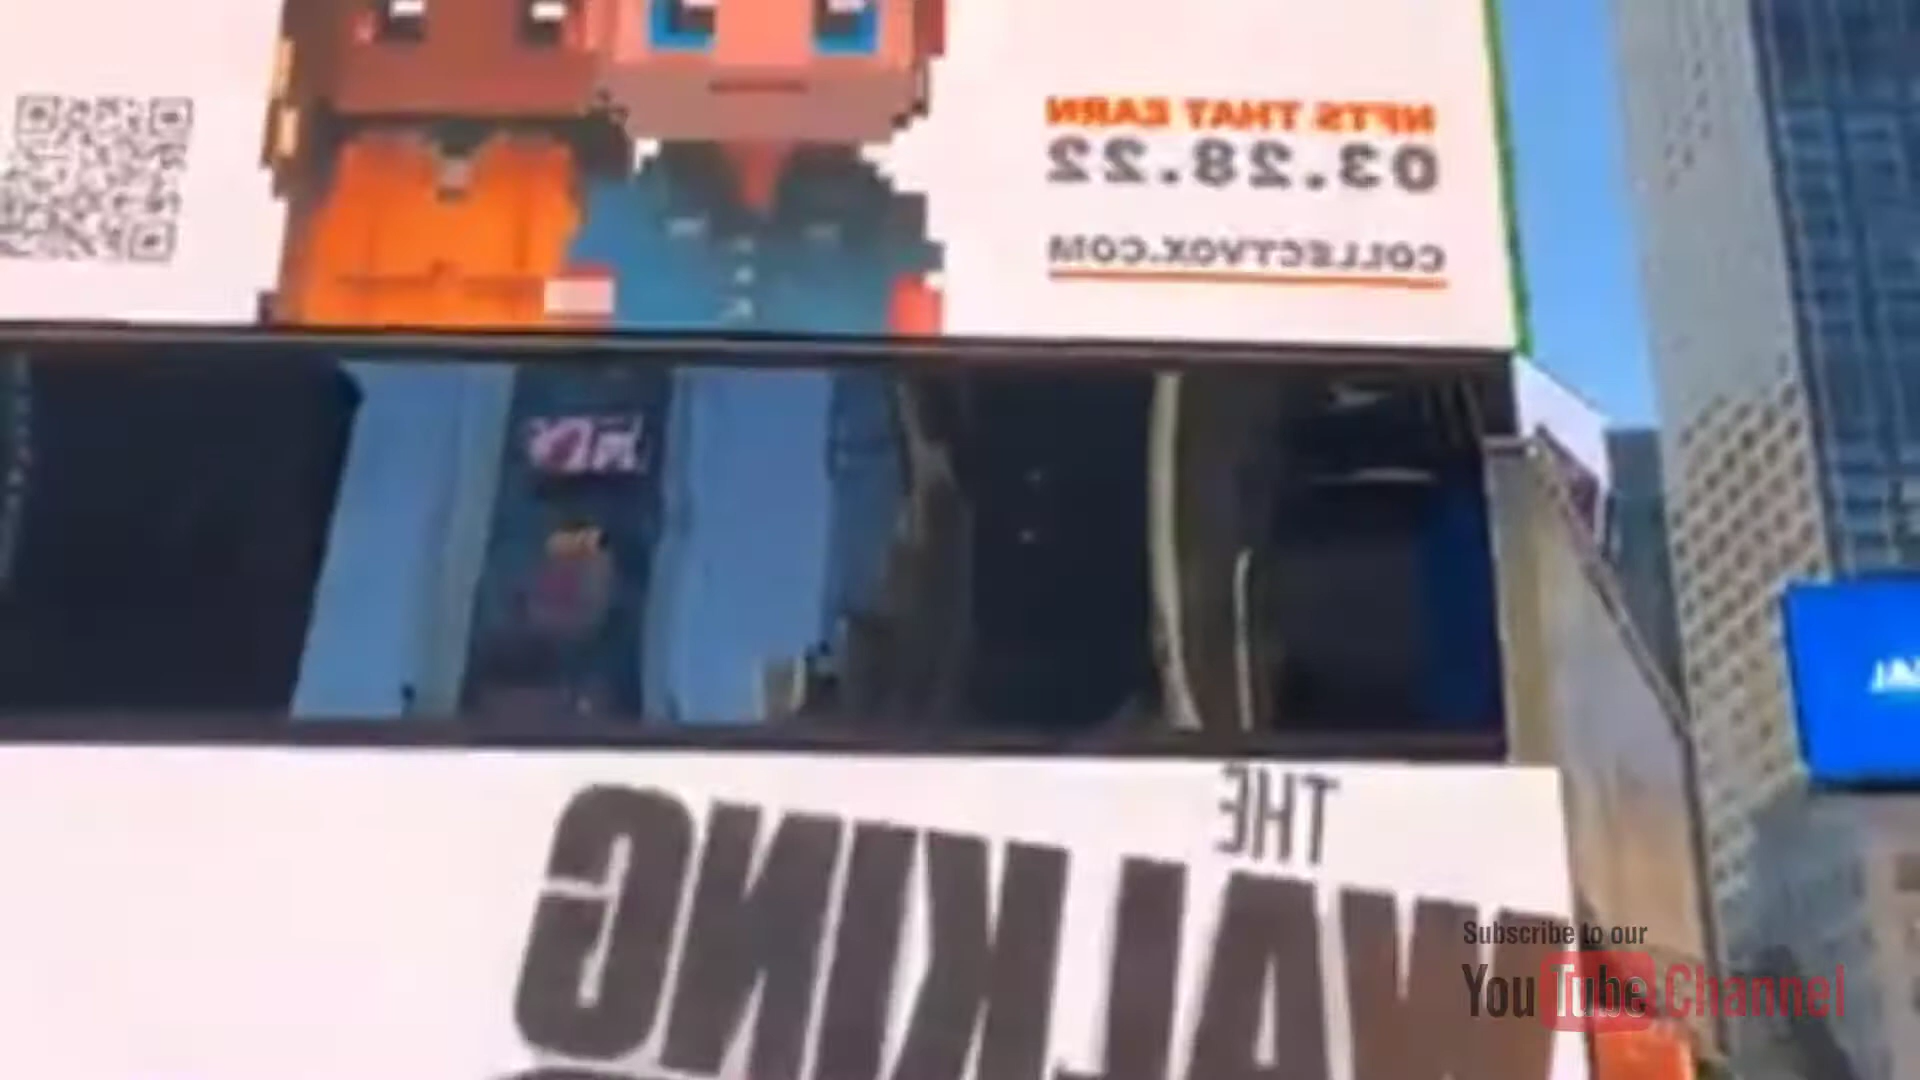 NFTS THAT EARN
03.28.22
COLLECTVOX.COM
THE
WALKING
Subscribe to our
YouTube Channel